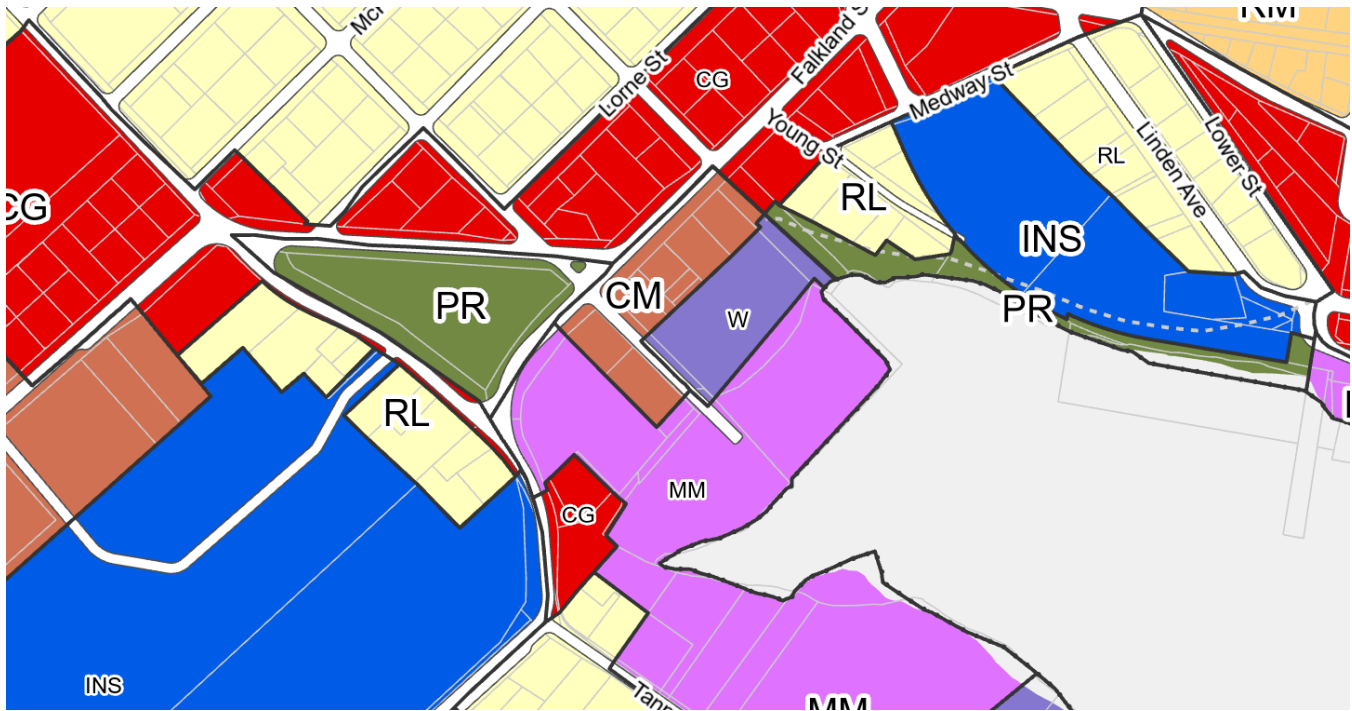 RM
Lorne St
Falkland S
CG
Medway St
Young St
Linden Ave
Lower St
RL
RL
CG
INS
CM
PR
PR
W
RL
MM
CG
INS
MM
Tann